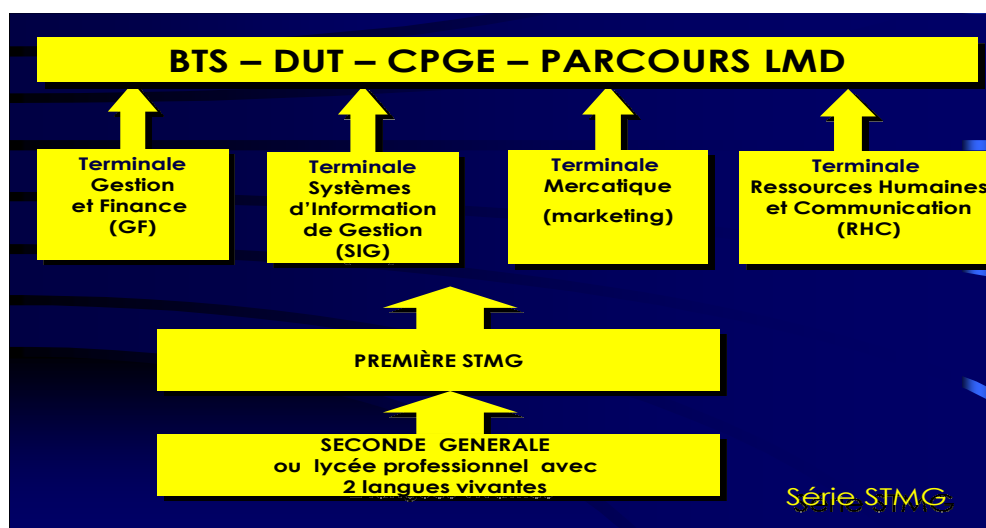 BTS – DUT – CPGE – PARCOURS LMD
Terminale
Gestion
et Finance
(GF)
Terminale
Systèmes
d’Information
de Gestion
(SIG)
Terminale
Mercatique
(marketing)
Terminale
Ressources Humaines
et Communication
(RHC)
PREMIÈRE STMG
SECONDE GENERALE
ou lycée professionnel avec
2 langues vivantes
Série STMG